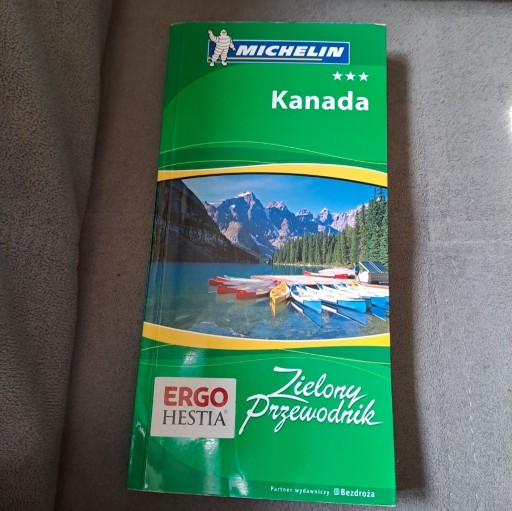 MICHELIN
Kanada
ERGO
HESTIA®
Zielony
Przewodnik
Partner wydawniczy Bezdroża